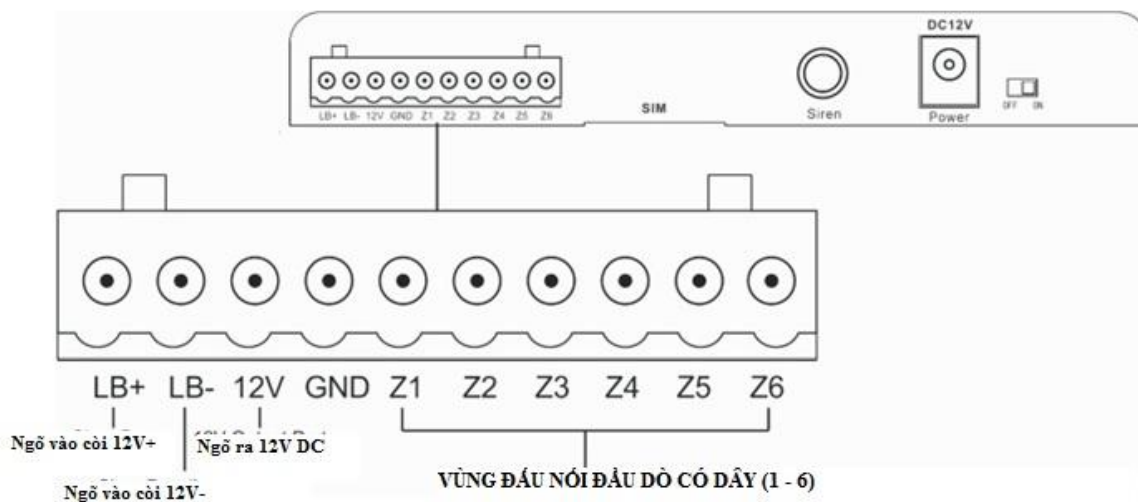 DC12V
LB+ LB- 12V GND Z1 Z2 Z3 Z4 Z5 Z6
SIM
Siren
Power
OFF ON
LB+ LB- 12V GND Z1 Z2 Z3 Z4 Z5 Z6
Ngõ vào còi 12V+
Ngõ ra 12V DC
Ngõ vào còi 12V-
VÙNG ĐẤU NỐI ĐẦU DÒ CÓ DÂY (1 - 6)